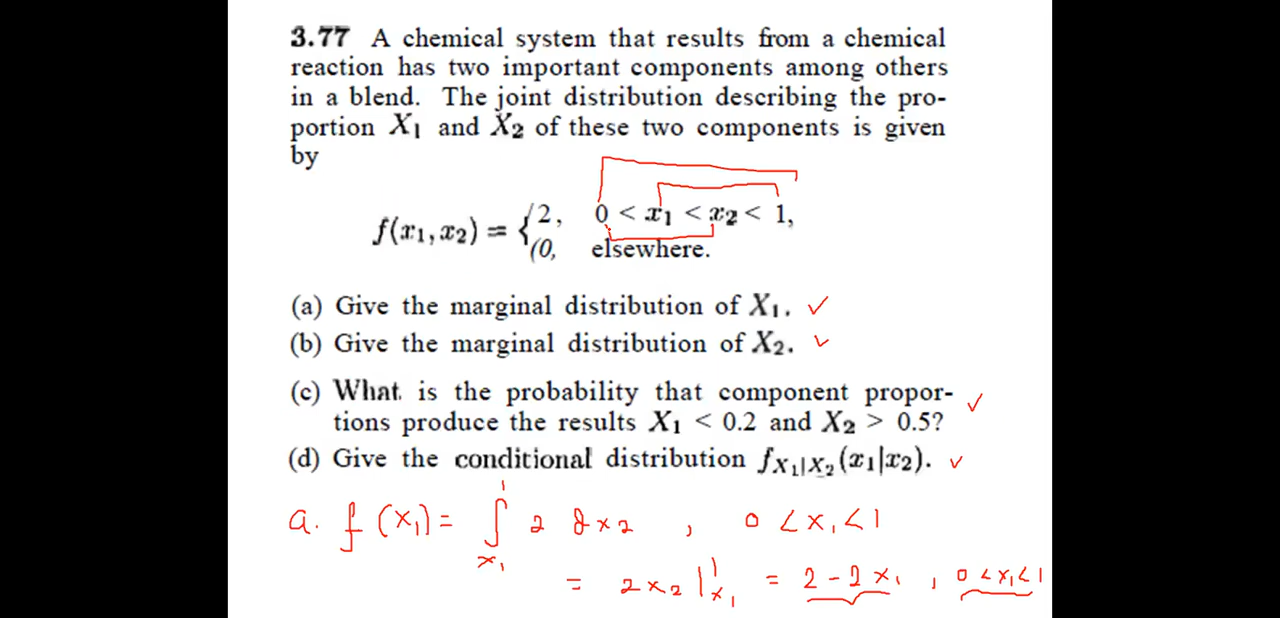 3.77 A chemical system that results from a chemical
reaction has two important components among others
in a blend. The joint distribution describing the pro-
portion X₁ and X₂ of these two components is given
by
f(x₁, x₂) = { 2, 0 < x₁ < x₂ < 1,
(0, elsewhere.
(a) Give the marginal distribution of X₁. ✓
(b) Give the marginal distribution of X₂. ✓
(c) What is the probability that component propor- ✓
tions produce the results X₁ < 0.2 and X₂ > 0.5?
(d) Give the conditional distribution f_X₁|X₂(x₁|x₂). ✓
a. f(x₁) = ∫_x₁^1 2 dx₂ , 0 < x₁ < 1
= 2x₂ |_x₁^1 = 2 - 2x₁ , 0 < x₁ < 1